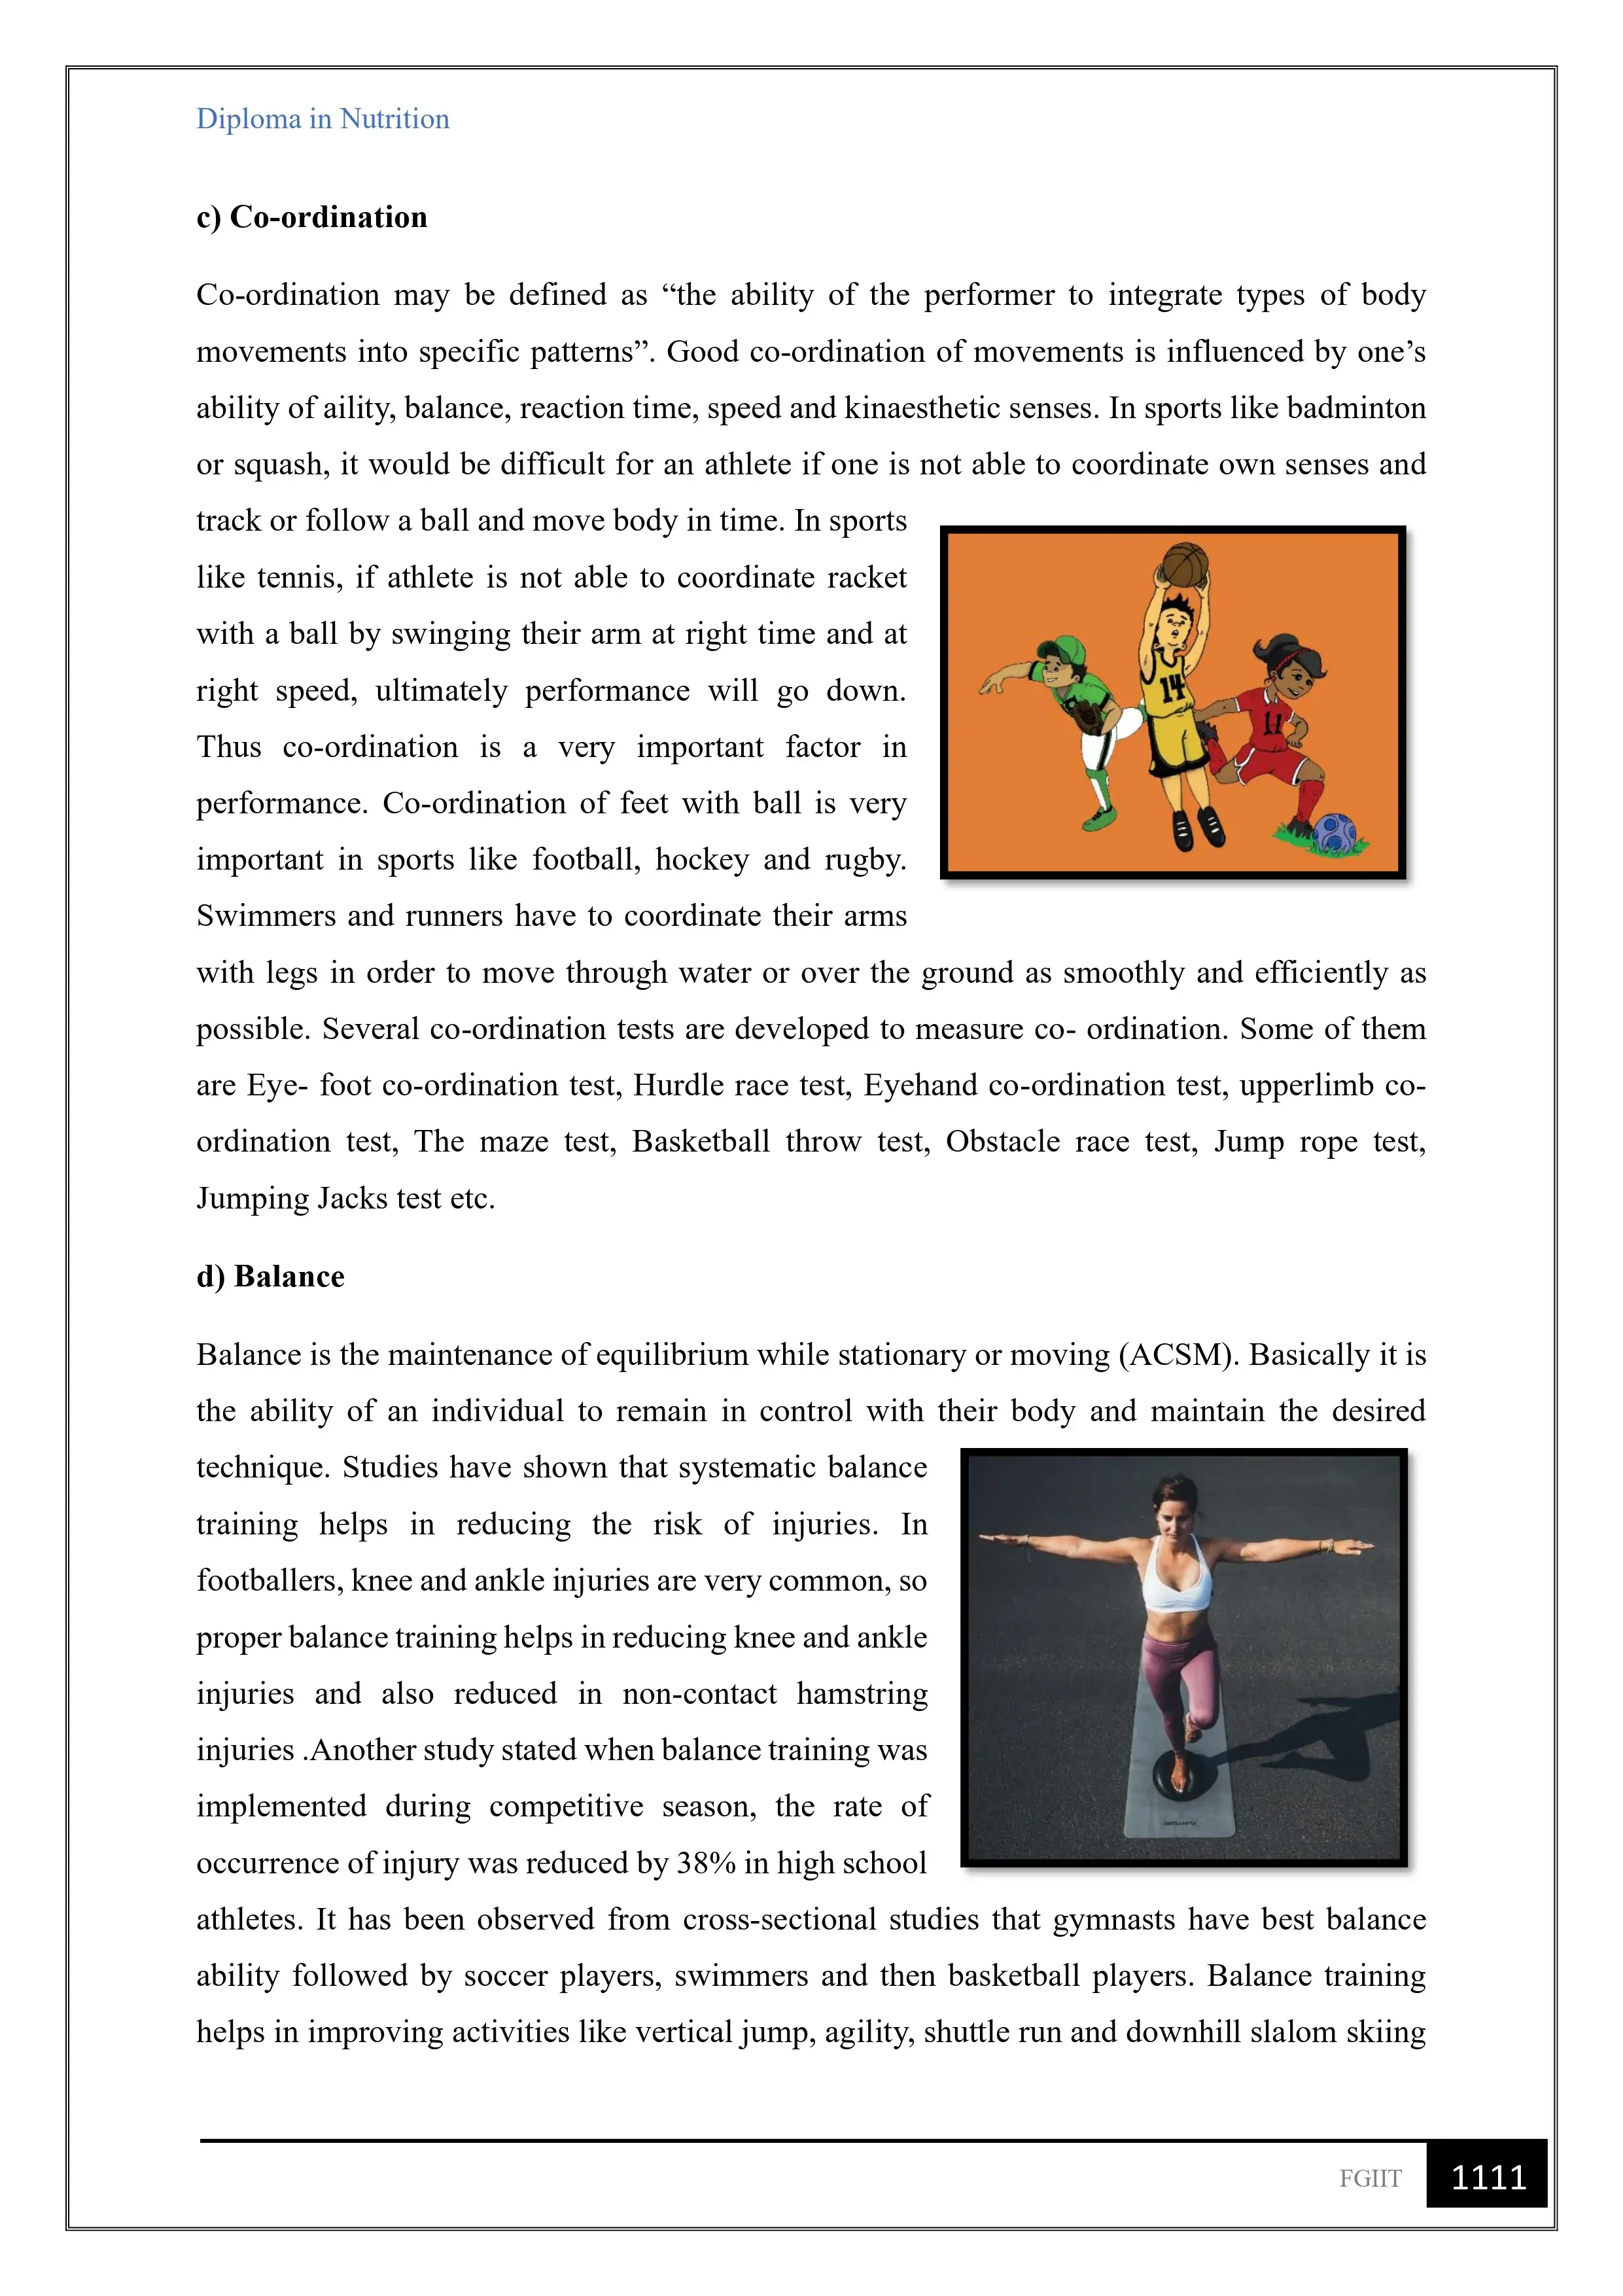 Diploma in Nutrition
c) Co-ordination
Co-ordination may be defined as “the ability of the performer to integrate types of body
movements into specific patterns”. Good co-ordination of movements is influenced by one’s
ability of aility, balance, reaction time, speed and kinaesthetic senses. In sports like badminton
or squash, it would be difficult for an athlete if one is not able to coordinate own senses and
track or follow a ball and move body in time. In sports
like tennis, if athlete is not able to coordinate racket
with a ball by swinging their arm at right time and at
right speed, ultimately performance will go down.
Thus co-ordination is a very important factor in
performance. Co-ordination of feet with ball is very
important in sports like football, hockey and rugby.
Swimmers and runners have to coordinate their arms
14
11
with legs in order to move through water or over the ground as smoothly and efficiently as
possible. Several co-ordination tests are developed to measure co- ordination. Some of them
are Eye- foot co-ordination test, Hurdle race test, Eyehand co-ordination test, upperlimb co-
ordination test, The maze test, Basketball throw test, Obstacle race test, Jump rope test,
Jumping Jacks test etc.
d) Balance
Balance is the maintenance of equilibrium while stationary or moving (ACSM). Basically it is
the ability of an individual to remain in control with their body and maintain the desired
technique. Studies have shown that systematic balance
training helps in reducing the risk of injuries. In
footballers, knee and ankle injuries are very common, so
proper balance training helps in reducing knee and ankle
injuries and also reduced in non-contact hamstring
injuries .Another study stated when balance training was
implemented during competitive season, the rate of
occurrence of injury was reduced by 38% in high school
athletes. It has been observed from cross-sectional studies that gymnasts have best balance
ability followed by soccer players, swimmers and then basketball players. Balance training
helps in improving activities like vertical jump, agility, shuttle run and downhill slalom skiing
FGIIT
1111